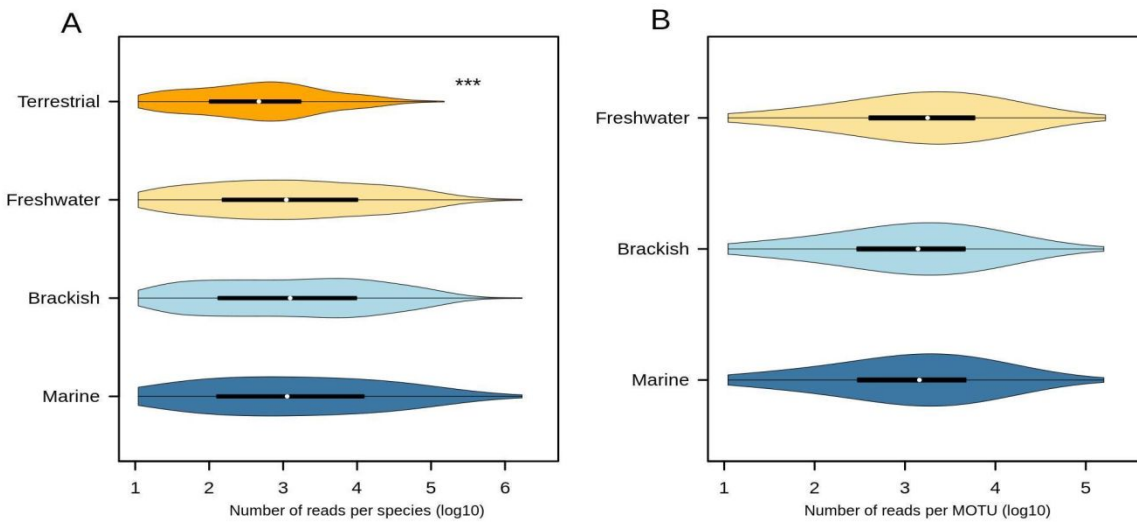 A
Terrestrial
***
Freshwater
Brackish
Marine
1 2 3 4 5 6
Number of reads per species (log10)
B
Freshwater
Brackish
Marine
1 2 3 4 5
Number of reads per MOTU (log10)